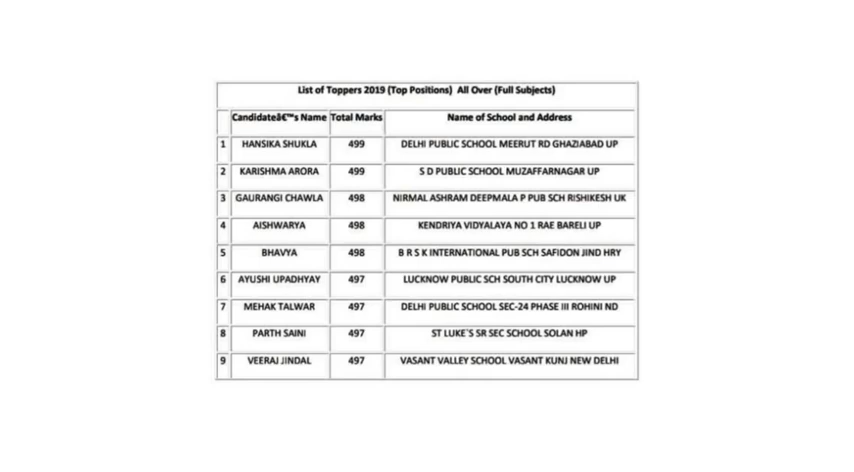 List of Toppers 2019 (Top Positions) All Over (Full Subjects)
Candidateâ€™s Name Total Marks Name of School and Address
1 HANSIKA SHUKLA 499 DELHI PUBLIC SCHOOL MEERUT RD GHAZIABAD UP
2 KARISHMA ARORA 499 S D PUBLIC SCHOOL MUZAFFARNAGAR UP
3 GAURANGI CHAWLA 498 NIRMAL ASHRAM DEEPMALA P PUB SCH RISHIKESH UK
4 AISHWARYA 498 KENDRIYA VIDYALAYA NO 1 RAE BARELI UP
5 BHAVYA 498 B R S K INTERNATIONAL PUB SCH SAFIDON JIND HRY
6 AYUSHI UPADHYAY 497 LUCKNOW PUBLIC SCH SOUTH CITY LUCKNOW UP
7 MEHAK TALWAR 497 DELHI PUBLIC SCHOOL SEC-24 PHASE III ROHINI ND
8 PARTH SAINI 497 ST LUKE`S SR SEC SCHOOL SOLAN HP
9 VEERAJ JINDAL 497 VASANT VALLEY SCHOOL VASANT KUNJ NEW DELHI